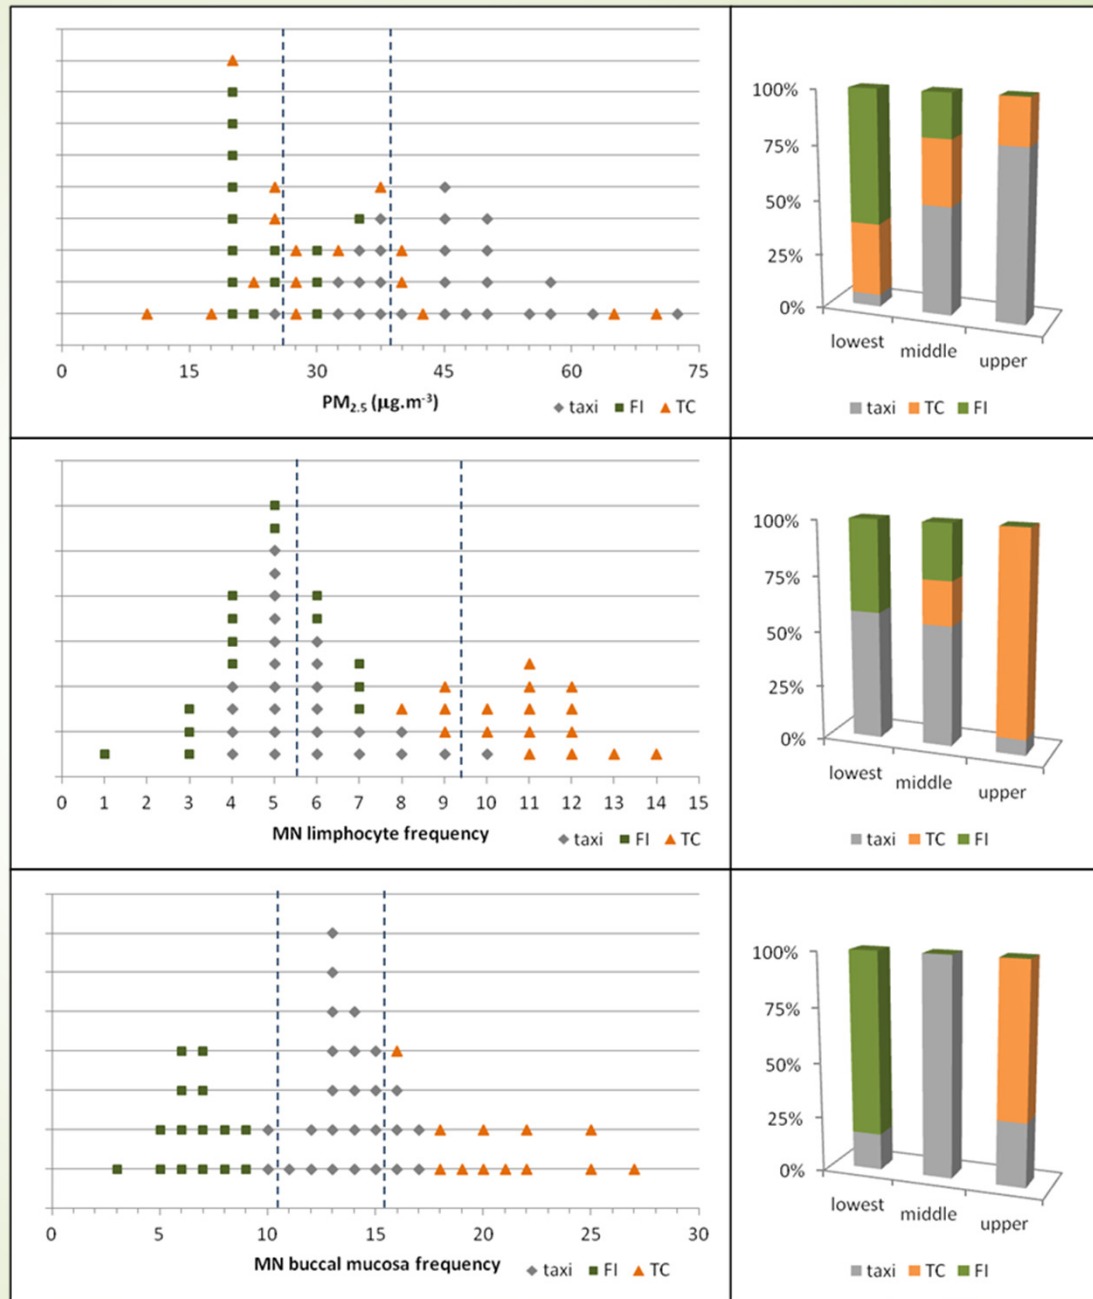 0 15 30 45 60 75
PM2.5 (µg.m-3)
taxi FI TC
100%
75%
50%
25%
0%
lowest middle upper
taxi TC FI
0 1 2 3 4 5 6 7 8 9 10 11 12 13 14 15
MN limphocyte frequency
taxi FI TC
100%
75%
50%
25%
0%
lowest middle upper
taxi TC FI
0 5 10 15 20 25 30
MN buccal mucosa frequency
taxi FI TC
100%
75%
50%
25%
0%
lowest middle upper
taxi TC FI